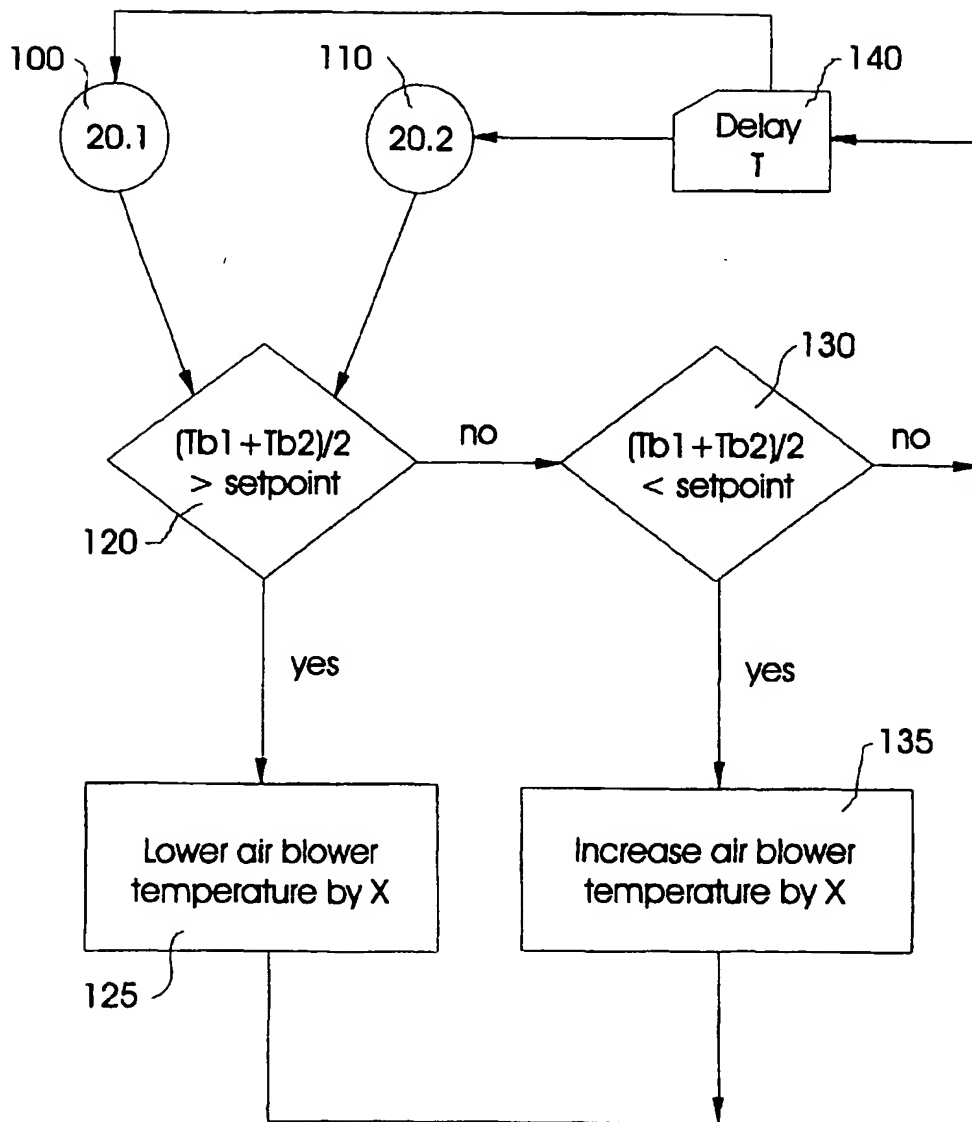 100
110
140
20.1
20.2
Delay
T
130
(Tb1+Tb2)/2
> setpoint
no
(Tb1+Tb2)/2
< setpoint
no
120
yes
yes
135
Lower air blower
temperature by X
Increase air blower
temperature by X
125